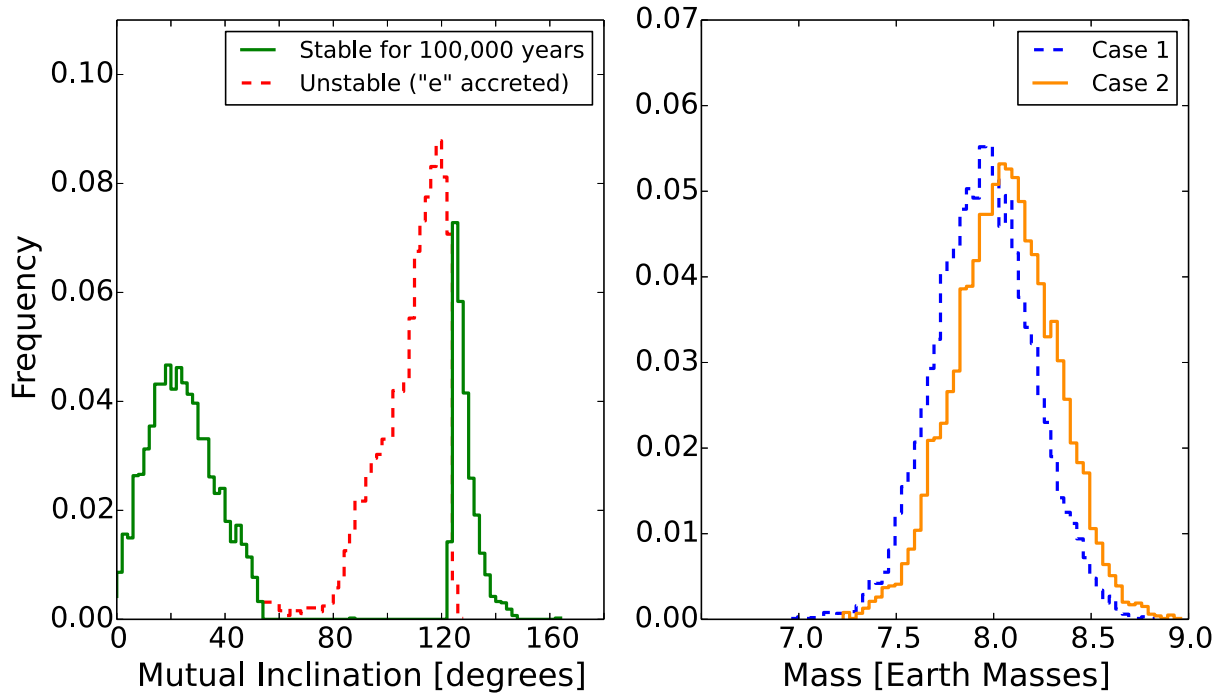 Frequency
0.10
0.08
0.06
0.04
0.02
0.00
0 40 80 120 160
Mutual Inclination [degrees]
Stable for 100,000 years
Unstable ("e" accreted)
0.07
0.06
0.05
0.04
0.03
0.02
0.01
0.00
7.0 7.5 8.0 8.5 9.0
Mass [Earth Masses]
Case 1
Case 2